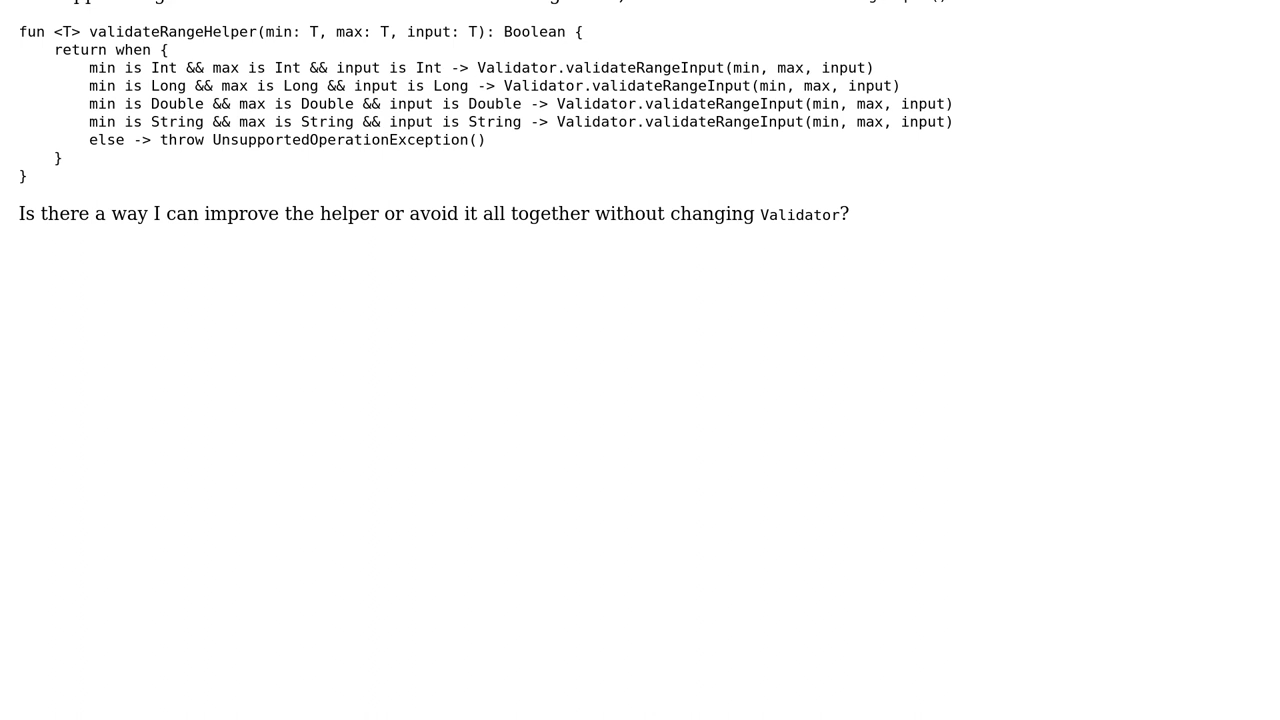 fun <T> validateRangeHelper(min: T, max: T, input: T): Boolean {
    return when {
        min is Int && max is Int && input is Int -> Validator.validateRangeInput(min, max, input)
        min is Long && max is Long && input is Long -> Validator.validateRangeInput(min, max, input)
        min is Double && max is Double && input is Double -> Validator.validateRangeInput(min, max, input)
        min is String && max is String && input is String -> Validator.validateRangeInput(min, max, input)
        else -> throw UnsupportedOperationException()
    }
}
Is there a way I can improve the helper or avoid it all together without changing Validator?